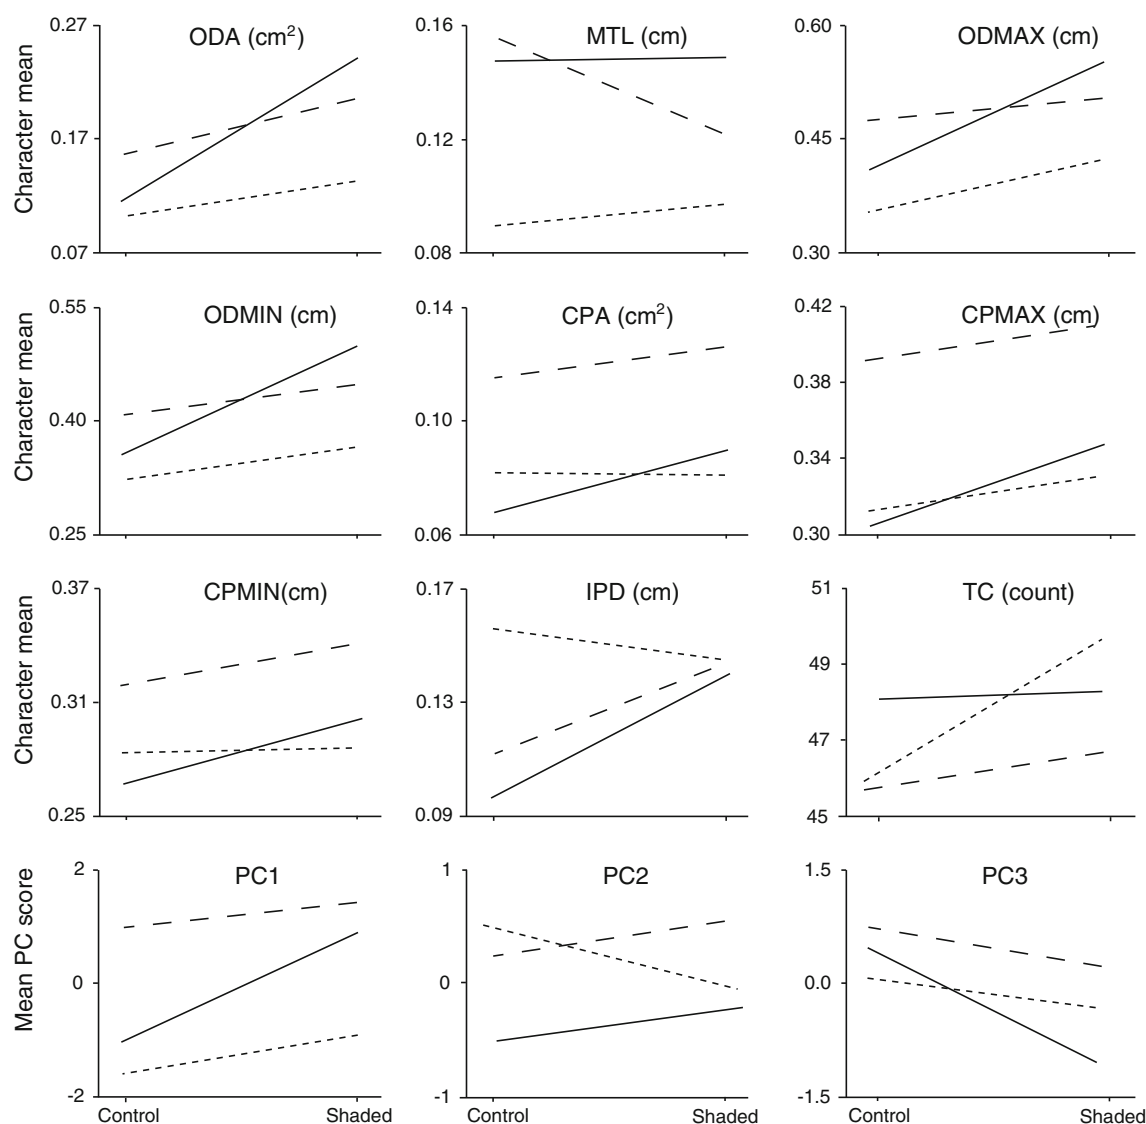 ODA (cm²)
MTL (cm)
ODMAX (cm)
Character mean
0.27
0.17
0.07
0.16
0.12
0.08
0.60
0.45
0.30
ODMIN (cm)
CPA (cm²)
CPMAX (cm)
Character mean
0.55
0.40
0.25
0.14
0.10
0.06
0.42
0.38
0.34
0.30
CPMIN(cm)
IPD (cm)
TC (count)
Character mean
0.37
0.31
0.25
0.17
0.13
0.09
51
49
47
45
PC1
PC2
PC3
Mean PC score
2
0
-2
1
0
-1
1.5
0.0
-1.5
Control
Shaded
Control
Shaded
Control
Shaded